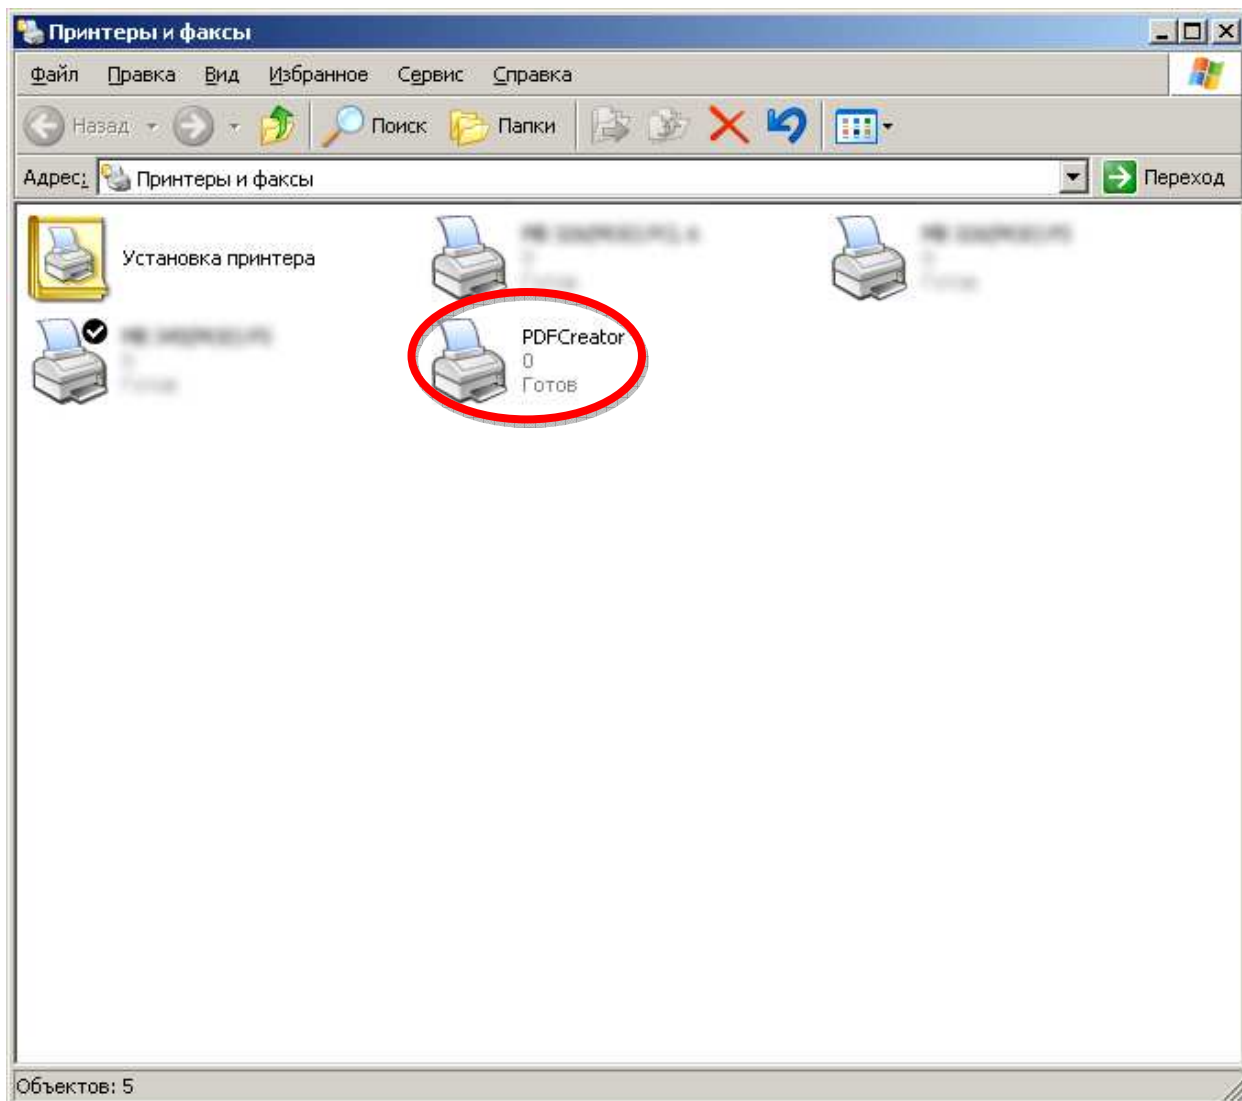 Принтеры и факсы
Файл Правка Вид Избранное Сервис Справка
Назад Поиск Папки
Адрес: Принтеры и факсы Переход
Установка принтера
PDFCreator
0
Готов
Объектов: 5